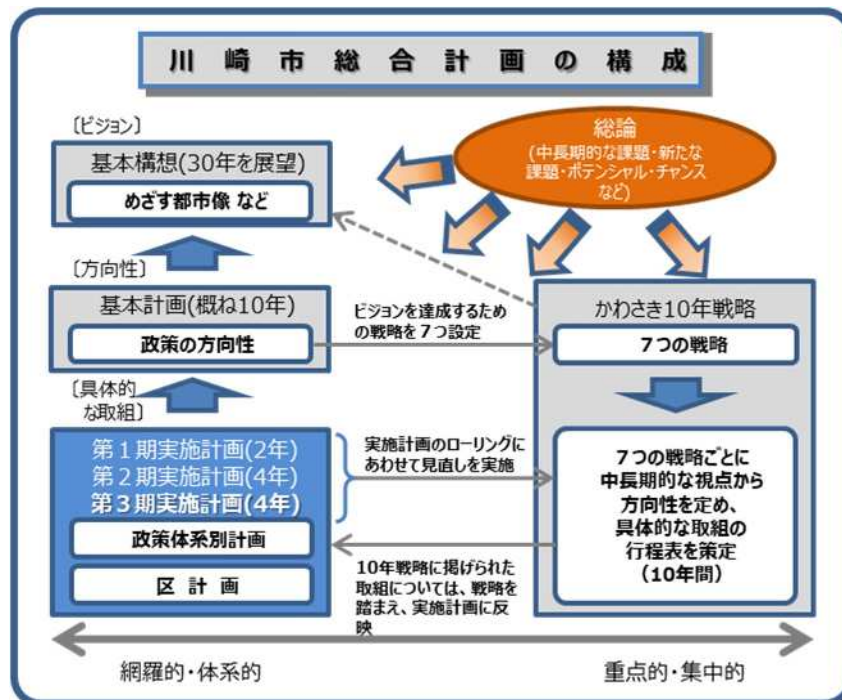 川崎市総合計画の構成
〔ビジョン〕
基本構想(30年を展望)
めざす都市像 など
総論
(中長期的な課題・新たな
課題・ポテンシャル・チャンス
など)
〔方向性〕
基本計画(概ね10年)
政策の方向性
ビジョンを達成するため
の戦略を７つ設定
かわさき10年戦略
７つの戦略
〔具体的
な取組〕
第１期実施計画(2年)
第２期実施計画(4年)
第３期実施計画(4年)
政策体系別計画
区 計 画
実施計画のローリングに
あわせて見直しを実施
10年戦略に掲げられた
取組については、戦略を
踏まえ、実施計画に反
映
７つの戦略ごとに
中長期的な視点から
方向性を定め、
具体的な取組の
行程表を策定
（10年間）
網羅的・体系的
重点的・集中的